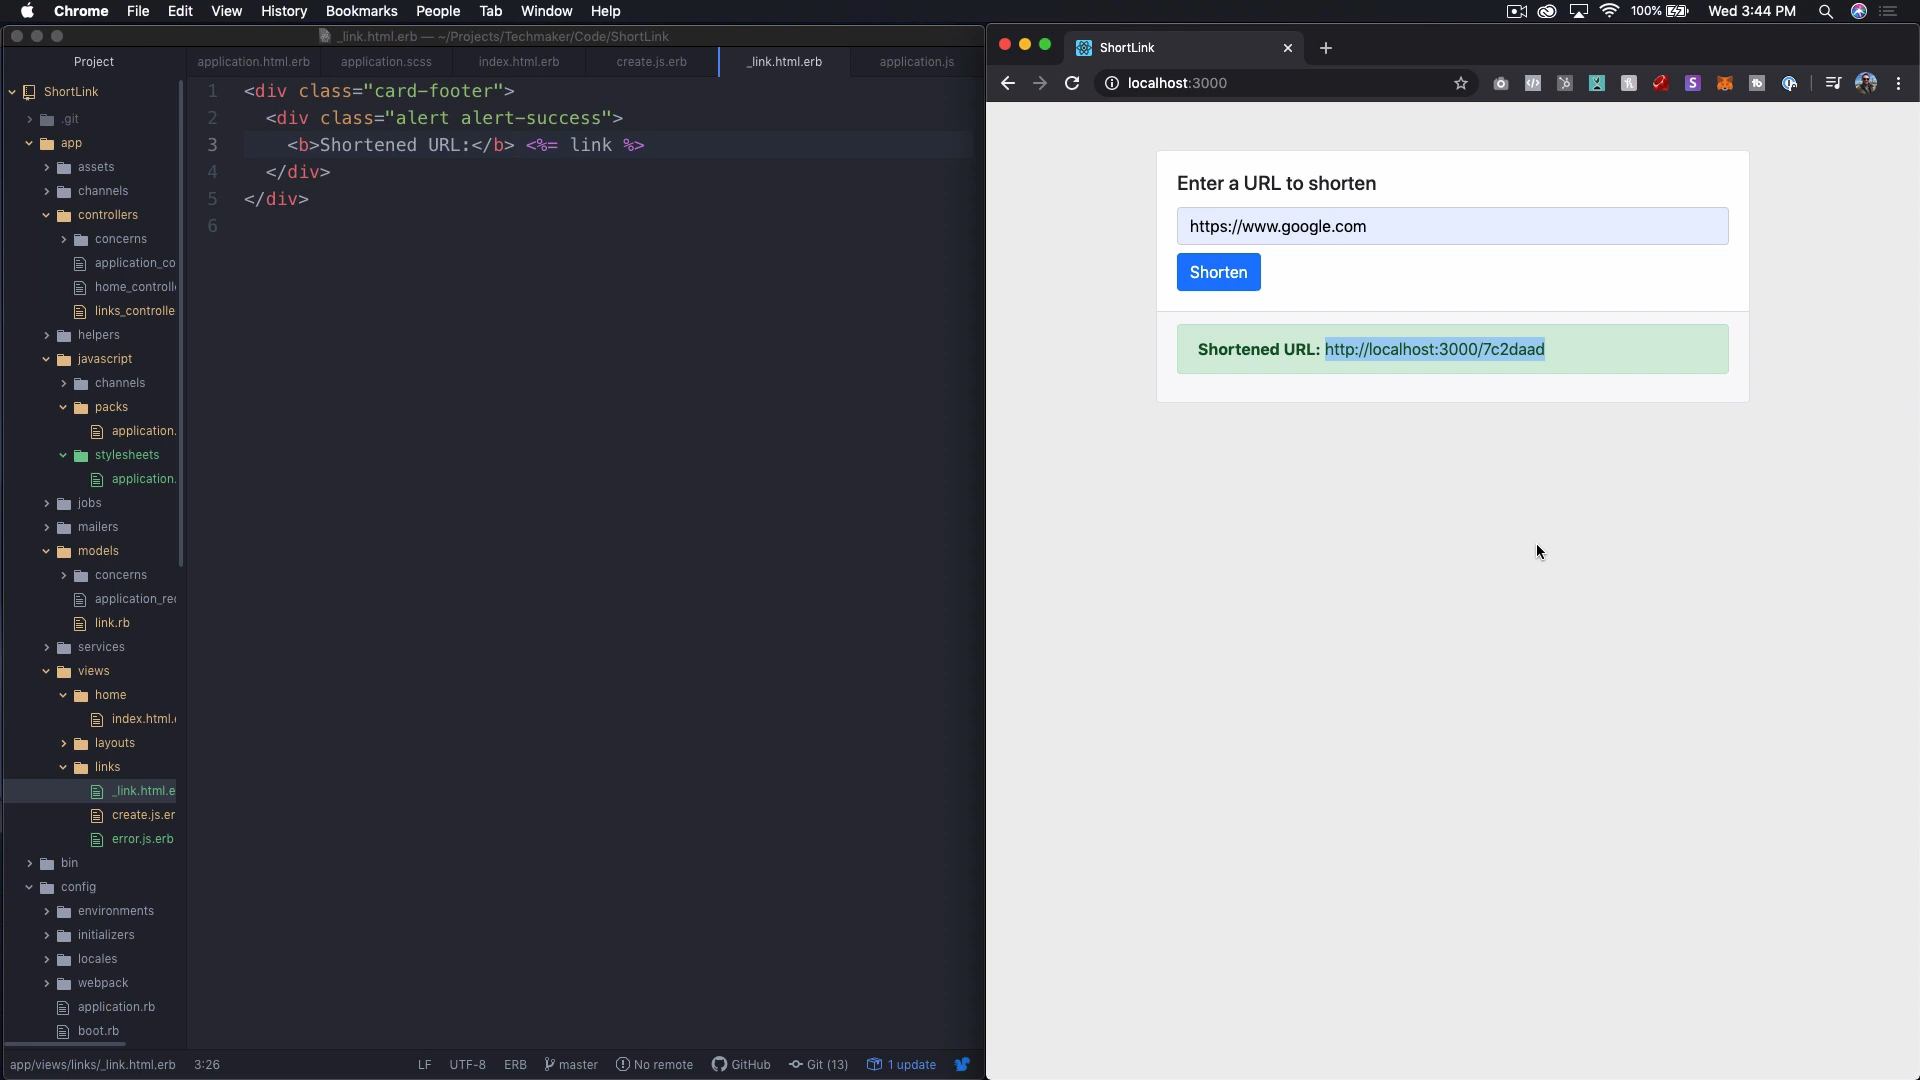 Chrome File Edit View History Bookmarks People Tab Window Help
100% Wed 3:44 PM
_link.html.erb — ~/Projects/Techmaker/Code/ShortLink
Project
application.html.erb application.scss index.html.erb create.js.erb _link.html.erb application.js
ShortLink
.git
app
assets
channels
controllers
concerns
application_co
home_controll
links_controlle
helpers
javascript
channels
packs
application.
stylesheets
application.
jobs
mailers
models
concerns
application_rec
link.rb
services
views
home
index.html.
layouts
links
_link.html.e
create.js.er
error.js.erb
bin
config
environments
initializers
locales
webpack
application.rb
boot.rb
1 <div class="card-footer">
2 <div class="alert alert-success">
3 <b>Shortened URL:</b> <%= link %>
4 </div>
5 </div>
6
app/views/links/_link.html.erb 3:26 LF UTF-8 ERB master No remote GitHub Git (13) 1 update
ShortLink
localhost:3000
Enter a URL to shorten
https://www.google.com
Shorten
Shortened URL: http://localhost:3000/7c2daad